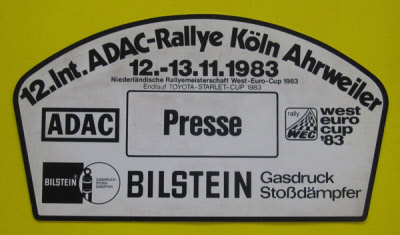 12. Int. ADAC-Rallye Köln Ahrweiler
12.-13.11.1983
Niederländische Rallyemeisterschaft West-Euro-Cup 1983
Endlauf TOYOTA-STARLET-CUP 1983
ADAC
Presse
rally
WEC
west
euro
cup
'83
BILSTEIN
GASDRUCK-
STOSS-
DÄMPFER
BILSTEIN
Gasdruck
Stoßdämpfer